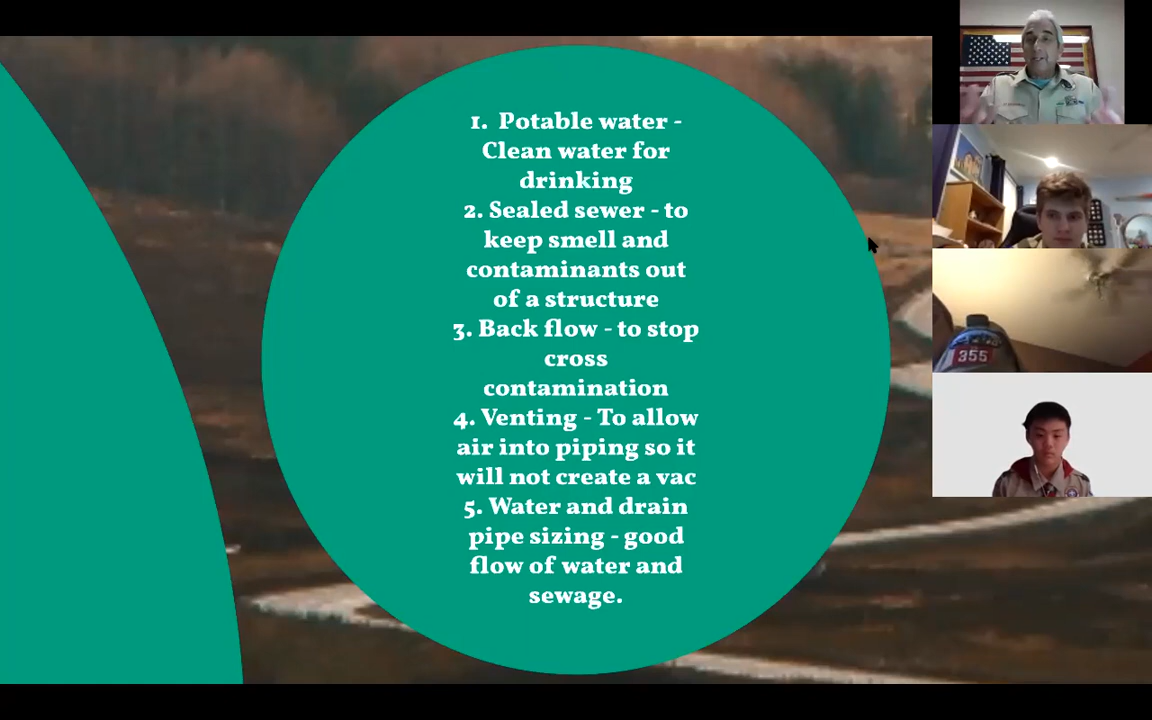 1. Potable water -
Clean water for
drinking
2. Sealed sewer - to
keep smell and
contaminants out
of a structure
3. Back flow - to stop
cross
contamination
4. Venting - To allow
air into piping so it
will not create a vac
5. Water and drain
pipe sizing - good
flow of water and
sewage.
355